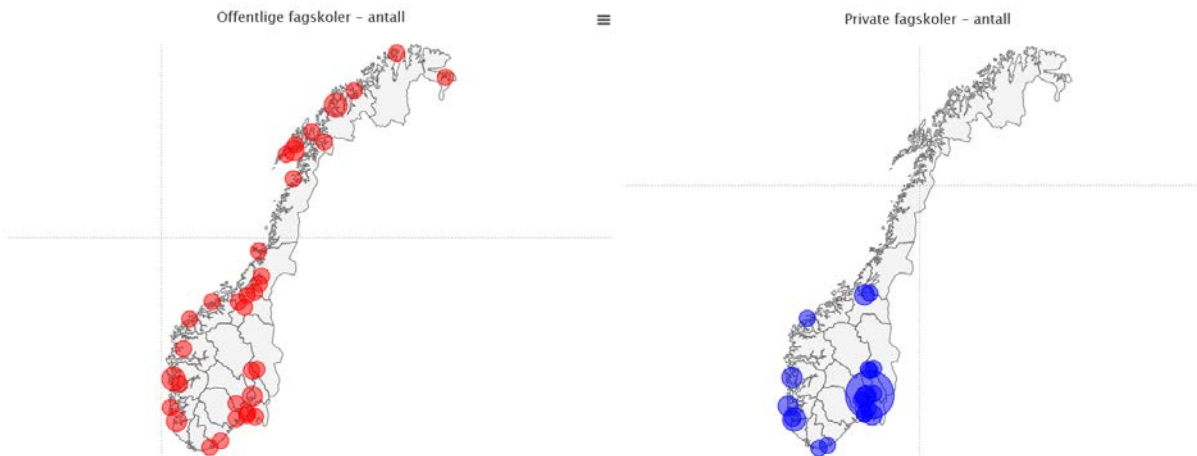 Offentlige fagskoler – antall
Private fagskoler – antall